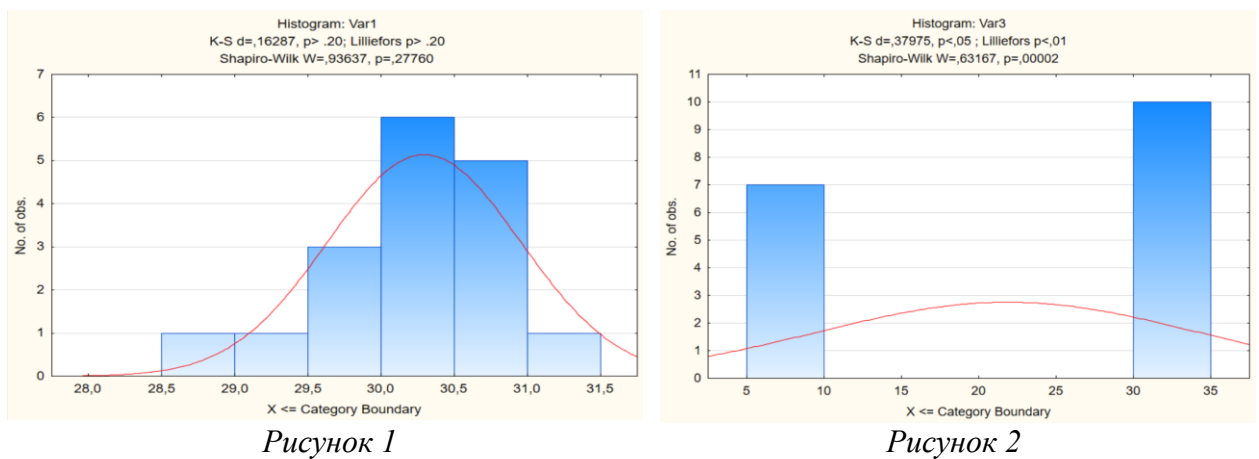 Histogram: Var1
K-S d=,16287, p> .20; Lilliefors p> .20
Shapiro-Wilk W=,93637, p=,27760
7
6
5
4
3
2
1
0
No. of obs.
28,0 28,5 29,0 29,5 30,0 30,5 31,0 31,5
X <= Category Boundary
Рисунок 1
Histogram: Var3
K-S d=,37975, p<,05 ; Lilliefors p<,01
Shapiro-Wilk W=,63167, p=,00002
11
10
9
8
7
6
5
4
3
2
1
0
No. of obs.
5 10 15 20 25 30 35
X <= Category Boundary
Рисунок 2